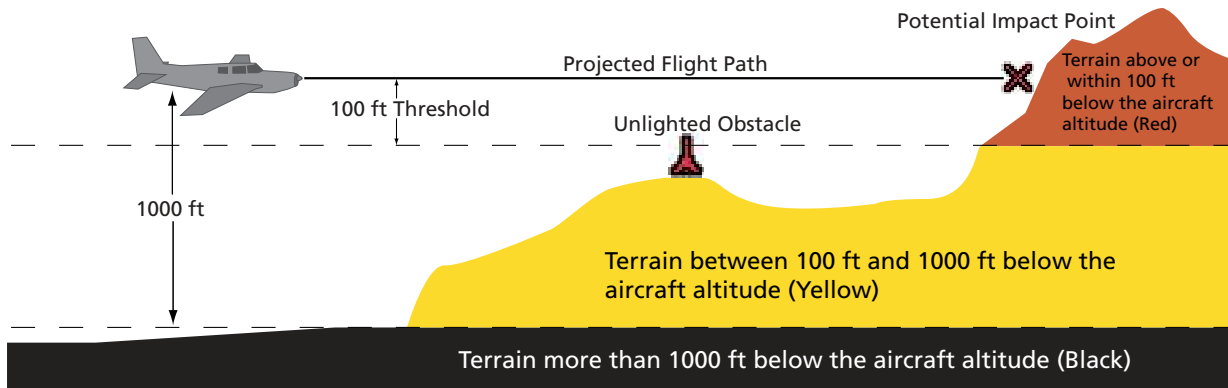 Potential Impact Point
Projected Flight Path
Terrain above or
within 100 ft
below the aircraft
altitude (Red)
100 ft Threshold
Unlighted Obstacle
1000 ft
Terrain between 100 ft and 1000 ft below the
aircraft altitude (Yellow)
Terrain more than 1000 ft below the aircraft altitude (Black)